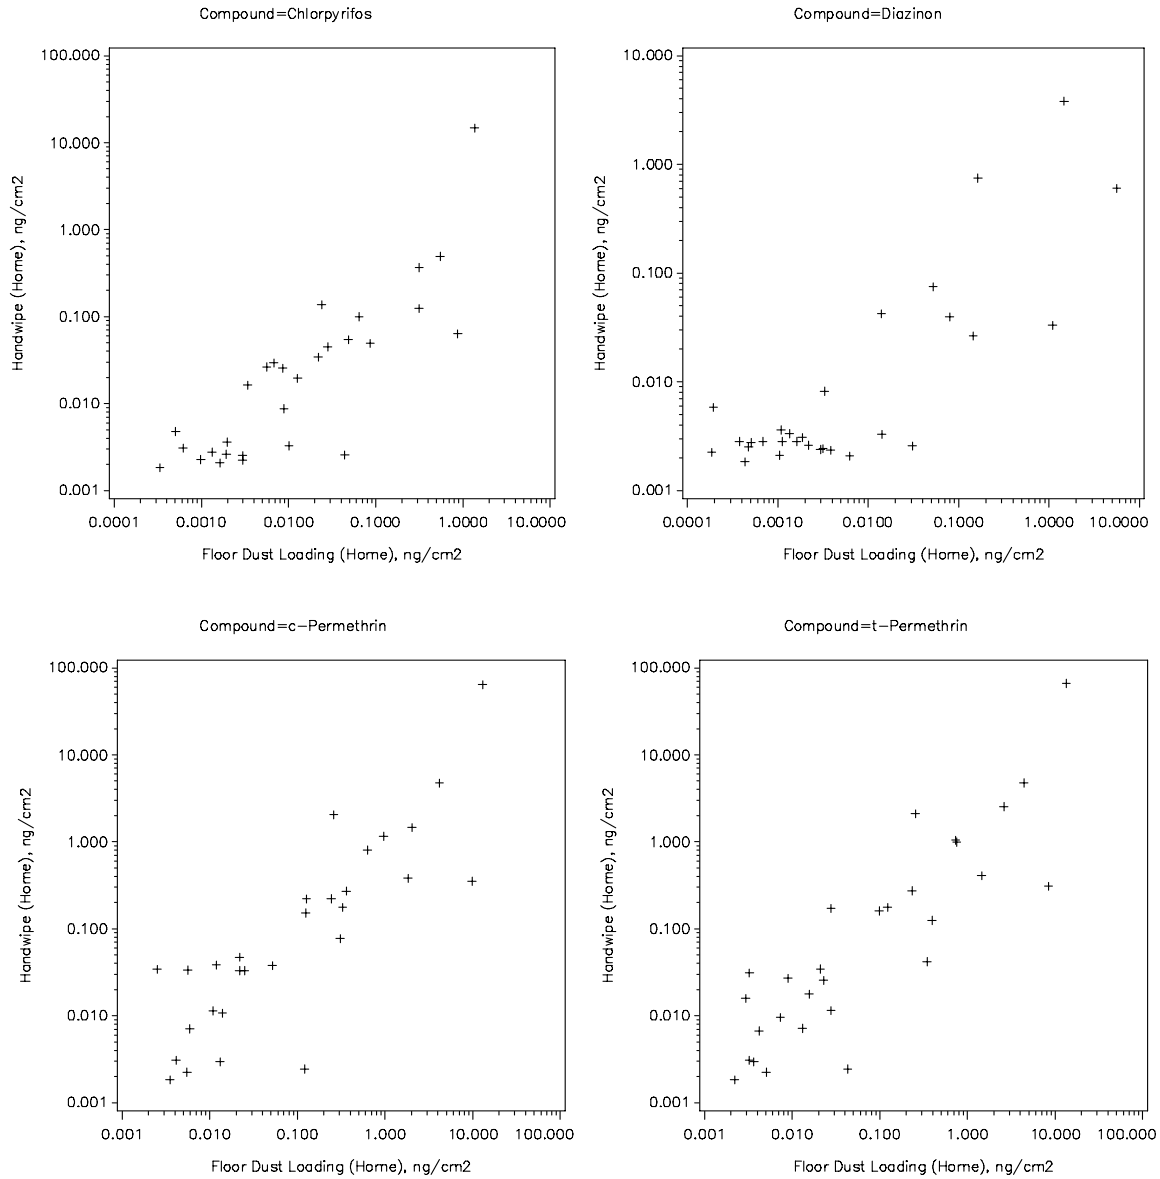 Compound=Chlorpyrifos
100.000
10.000
1.000
0.100
0.010
0.001
Handwipe (Home), ng/cm2
0.0001 0.0010 0.0100 0.1000 1.0000 10.0000
Floor Dust Loading (Home), ng/cm2
Compound=Diazinon
10.000
1.000
0.100
0.010
0.001
Handwipe (Home), ng/cm2
0.0001 0.0010 0.0100 0.1000 1.0000 10.0000
Floor Dust Loading (Home), ng/cm2
Compound=c-Permethrin
100.000
10.000
1.000
0.100
0.010
0.001
Handwipe (Home), ng/cm2
0.001 0.010 0.100 1.000 10.000 100.000
Floor Dust Loading (Home), ng/cm2
Compound=t-Permethrin
100.000
10.000
1.000
0.100
0.010
0.001
Handwipe (Home), ng/cm2
0.001 0.010 0.100 1.000 10.000 100.000
Floor Dust Loading (Home), ng/cm2